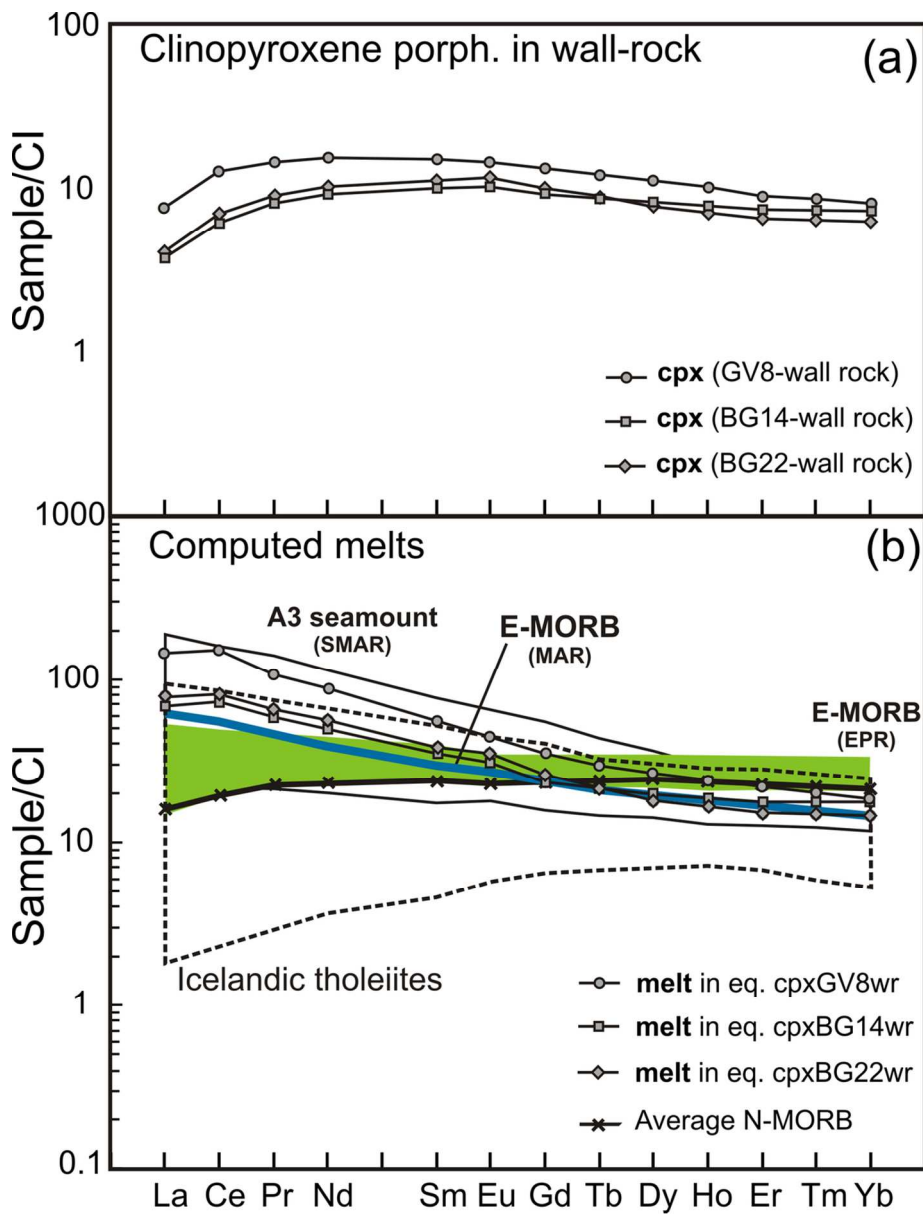 100
Clinopyroxene porph. in wall-rock
(a)
10
Sample/CI
1
cpx (GV8-wall rock)
cpx (BG14-wall rock)
cpx (BG22-wall rock)
1000
Computed melts
(b)
A3 seamount
(SMAR)
E-MORB
(MAR)
100
E-MORB
(EPR)
10
Sample/CI
Icelandic tholeiites
1
melt in eq. cpxGV8wr
melt in eq. cpxBG14wr
melt in eq. cpxBG22wr
Average N-MORB
0.1
La Ce Pr Nd Sm Eu Gd Tb Dy Ho Er Tm Yb